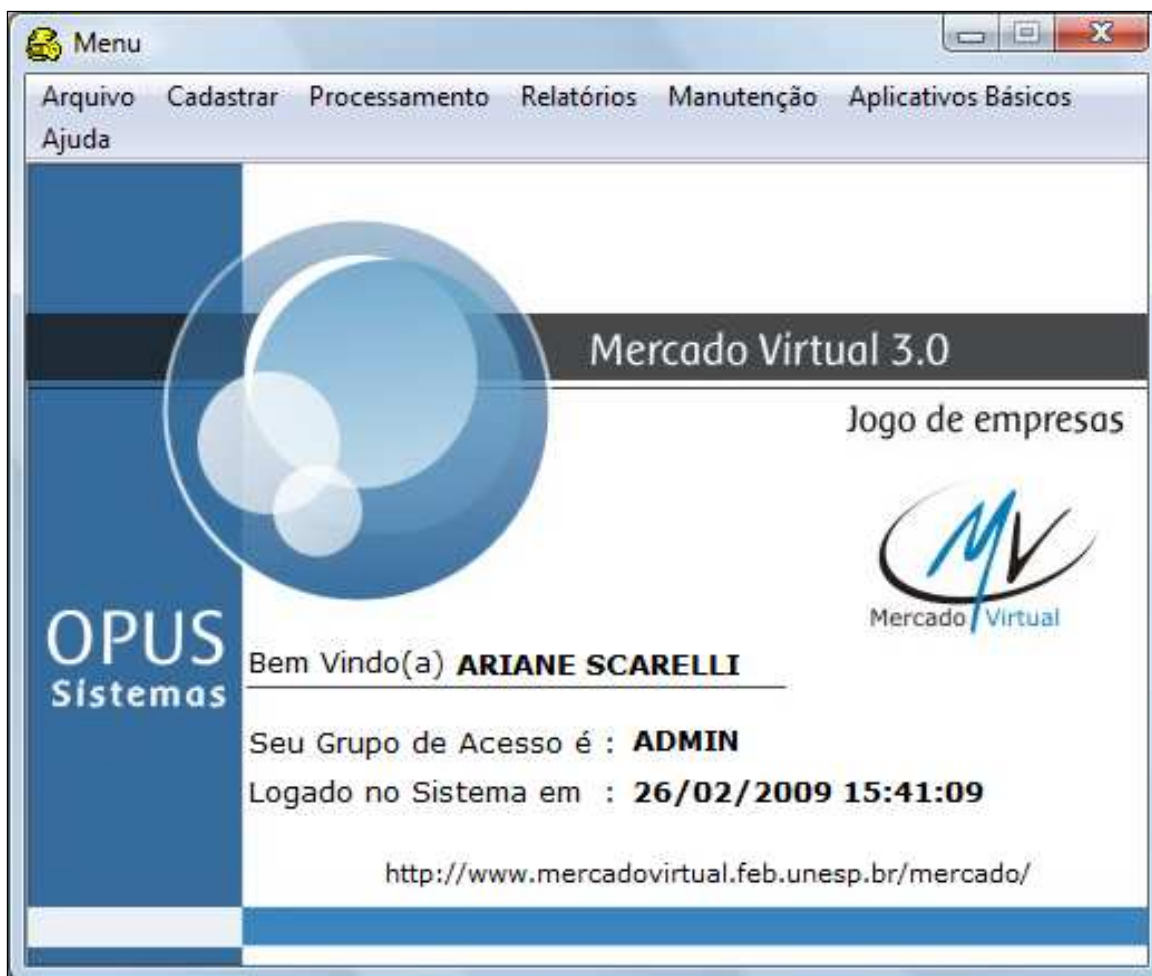 Menu
Arquivo Cadastrar Processamento Relatórios Manutenção Aplicativos Básicos
Ajuda
Mercado Virtual 3.0
Jogo de empresas
MV
Mercado Virtual
OPUS
Sistemas
Bem Vindo(a) ARIANE SCARELLI
Seu Grupo de Acesso é : ADMIN
Logado no Sistema em : 26/02/2009 15:41:09
http://www.mercadovirtual.feb.unesp.br/mercado/